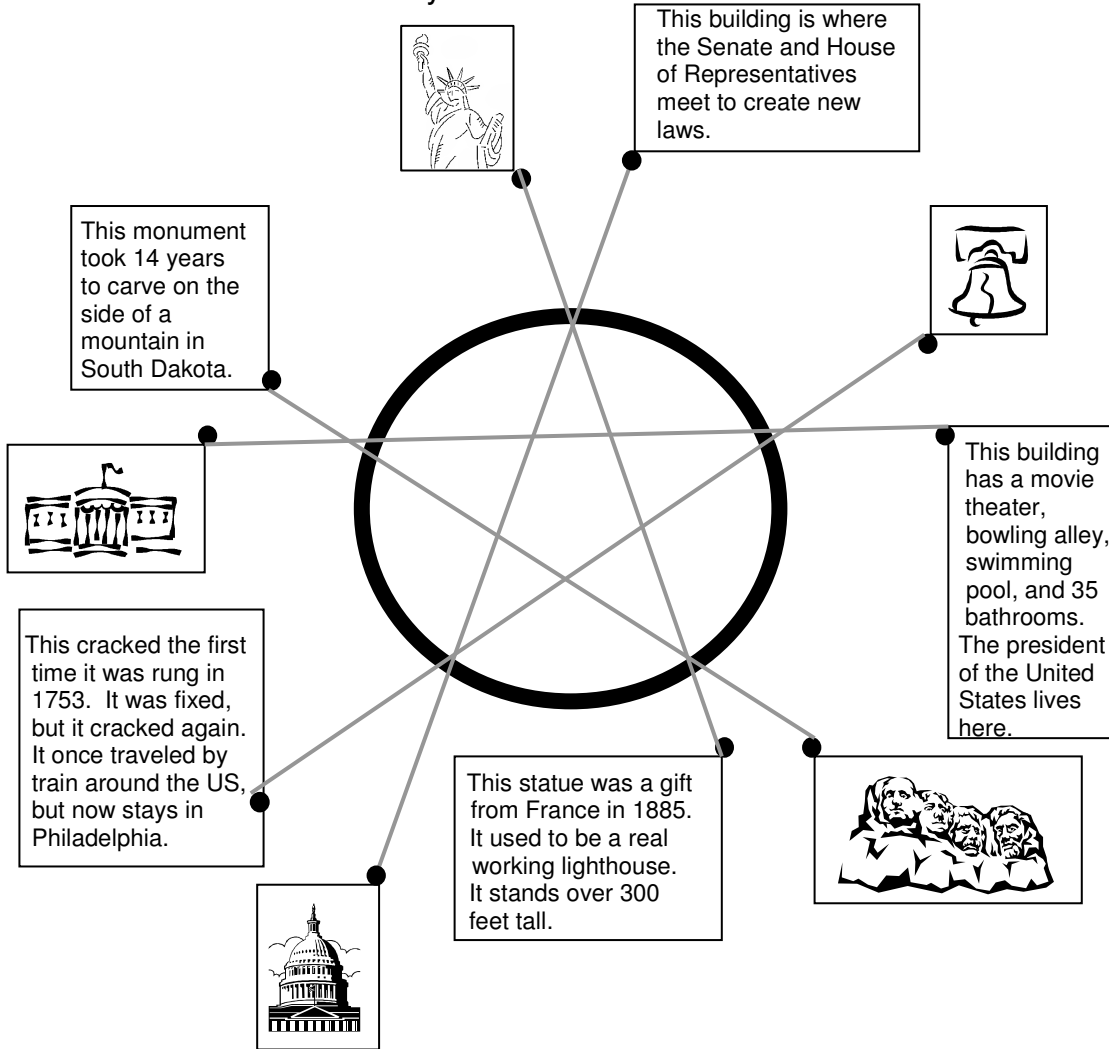 This building is where
the Senate and House
of Representatives
meet to create new
laws.
This monument
took 14 years
to carve on the
side of a
mountain in
South Dakota.
This building
has a movie
theater,
bowling alley,
swimming
pool, and 35
bathrooms.
The president
of the United
States lives
here.
This cracked the first
time it was rung in
1753.  It was fixed,
but it cracked again.
It once traveled by
train around the US,
but now stays in
Philadelphia.
This statue was a gift
from France in 1885.
It used to be a real
working lighthouse.
It stands over 300
feet tall.